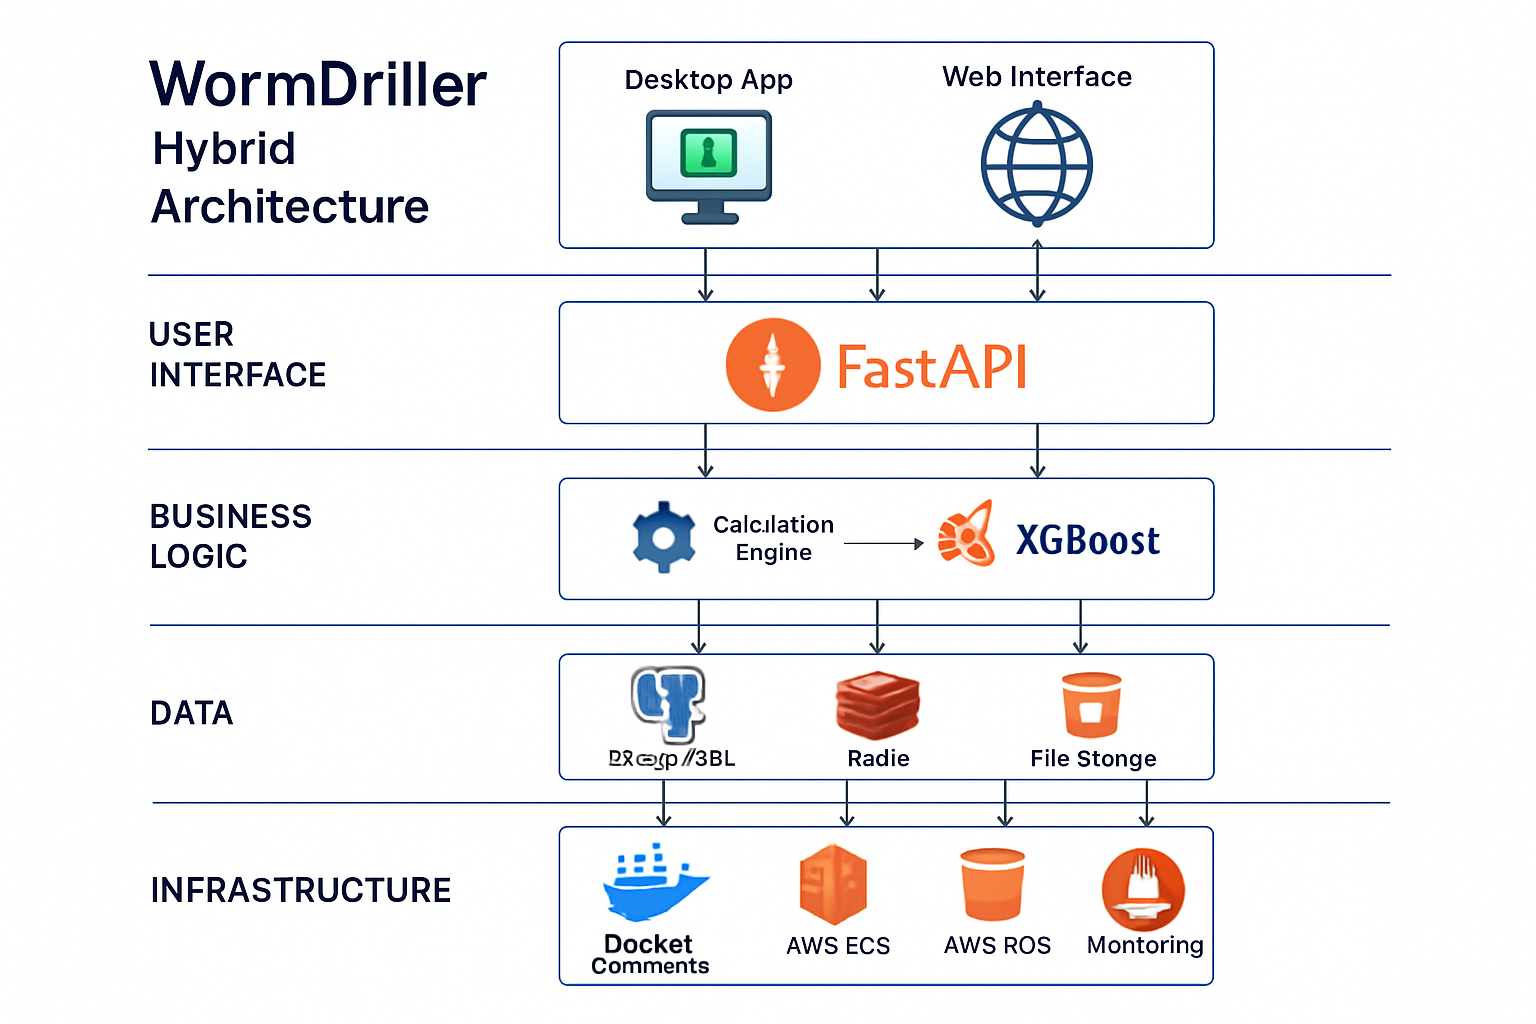 WormDriller
Hybrid
Architecture
Desktop App
Web Interface
USER
INTERFACE
FastAPI
BUSINESS
LOGIC
Calculation
Engine
XGBoost
DATA
Radie
File Stonge
INFRASTRUCTURE
Docket
Comments
AWS ECS
AWS ROS
Montoring